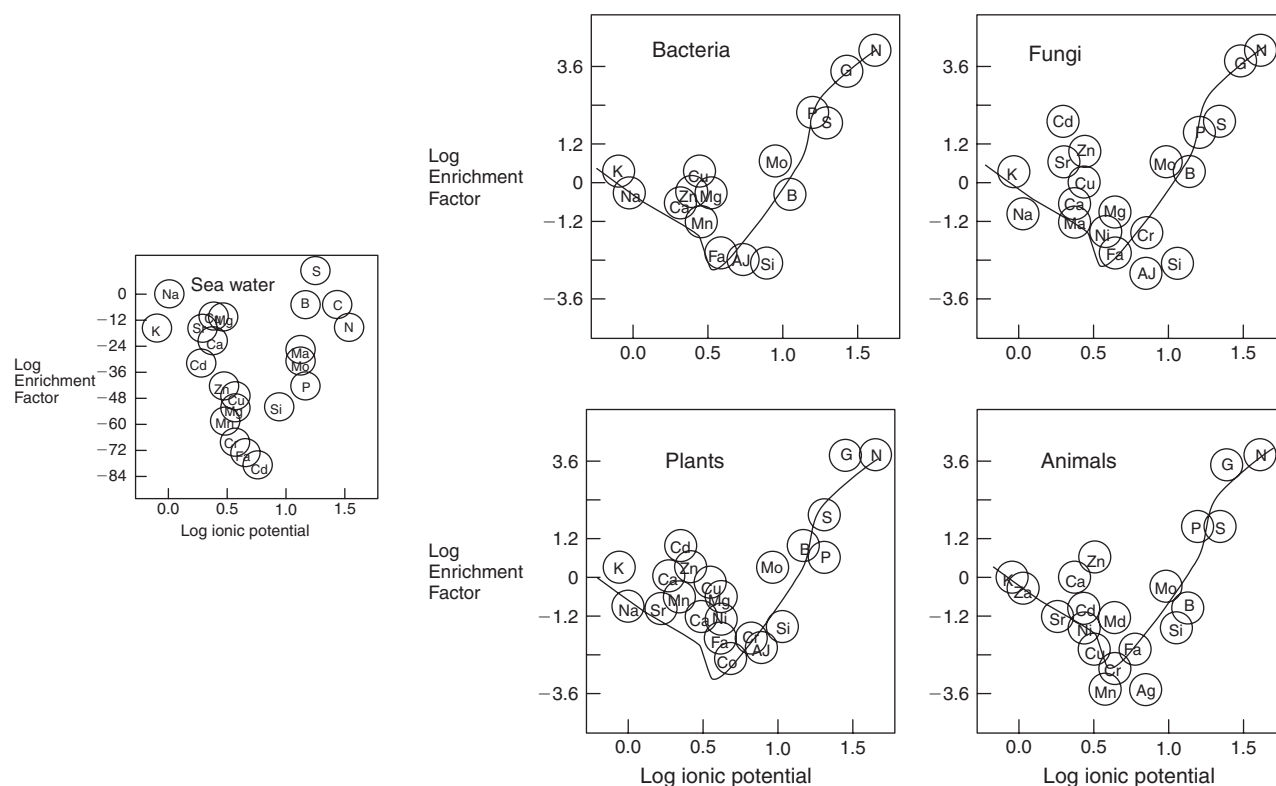 Bacteria
Log
Enrichment
Factor
3.6
1.2
0
−1.2
−3.6
K
Na
Ca
Zn
Cu
Mg
Mn
Fa
AJ
Si
Mo
B
P
S
G
N
0.0
0.5
1.0
1.5
Fungi
3.6
1.2
0
−1.2
−3.6
K
Na
Cd
Sr
Zn
Cu
Ca
Ma
Mg
Ni
Fa
Cr
AJ
Si
Mo
B
P
S
G
N
0.0
0.5
1.0
1.5
Sea water
Log
Enrichment
Factor
0
−12
−24
−36
−48
−60
−72
−84
Na
K
Sr
Mg
Ca
Cd
Zn
Cu
Mg
Mn
Cr
Fa
Cd
Si
S
B
C
N
Ma
Mo
P
0.0
0.5
1.0
1.5
Log ionic potential
Plants
Log
Enrichment
Factor
3.6
1.2
0
−1.2
−3.6
K
Na
Sr
Cd
Ca
Zn
Mn
Cu
Mg
Ca
Ni
Fa
Co
Cr
AJ
Si
Mo
B
P
S
G
N
0.0
0.5
1.0
1.5
Log ionic potential
Animals
3.6
1.2
0
−1.2
−3.6
K
Za
Sr
Ca
Zn
Cd
Ni
Md
Cu
Cr
Fa
Mn
Ag
Mo
B
Si
P
S
G
N
0.0
0.5
1.0
1.5
Log ionic potential